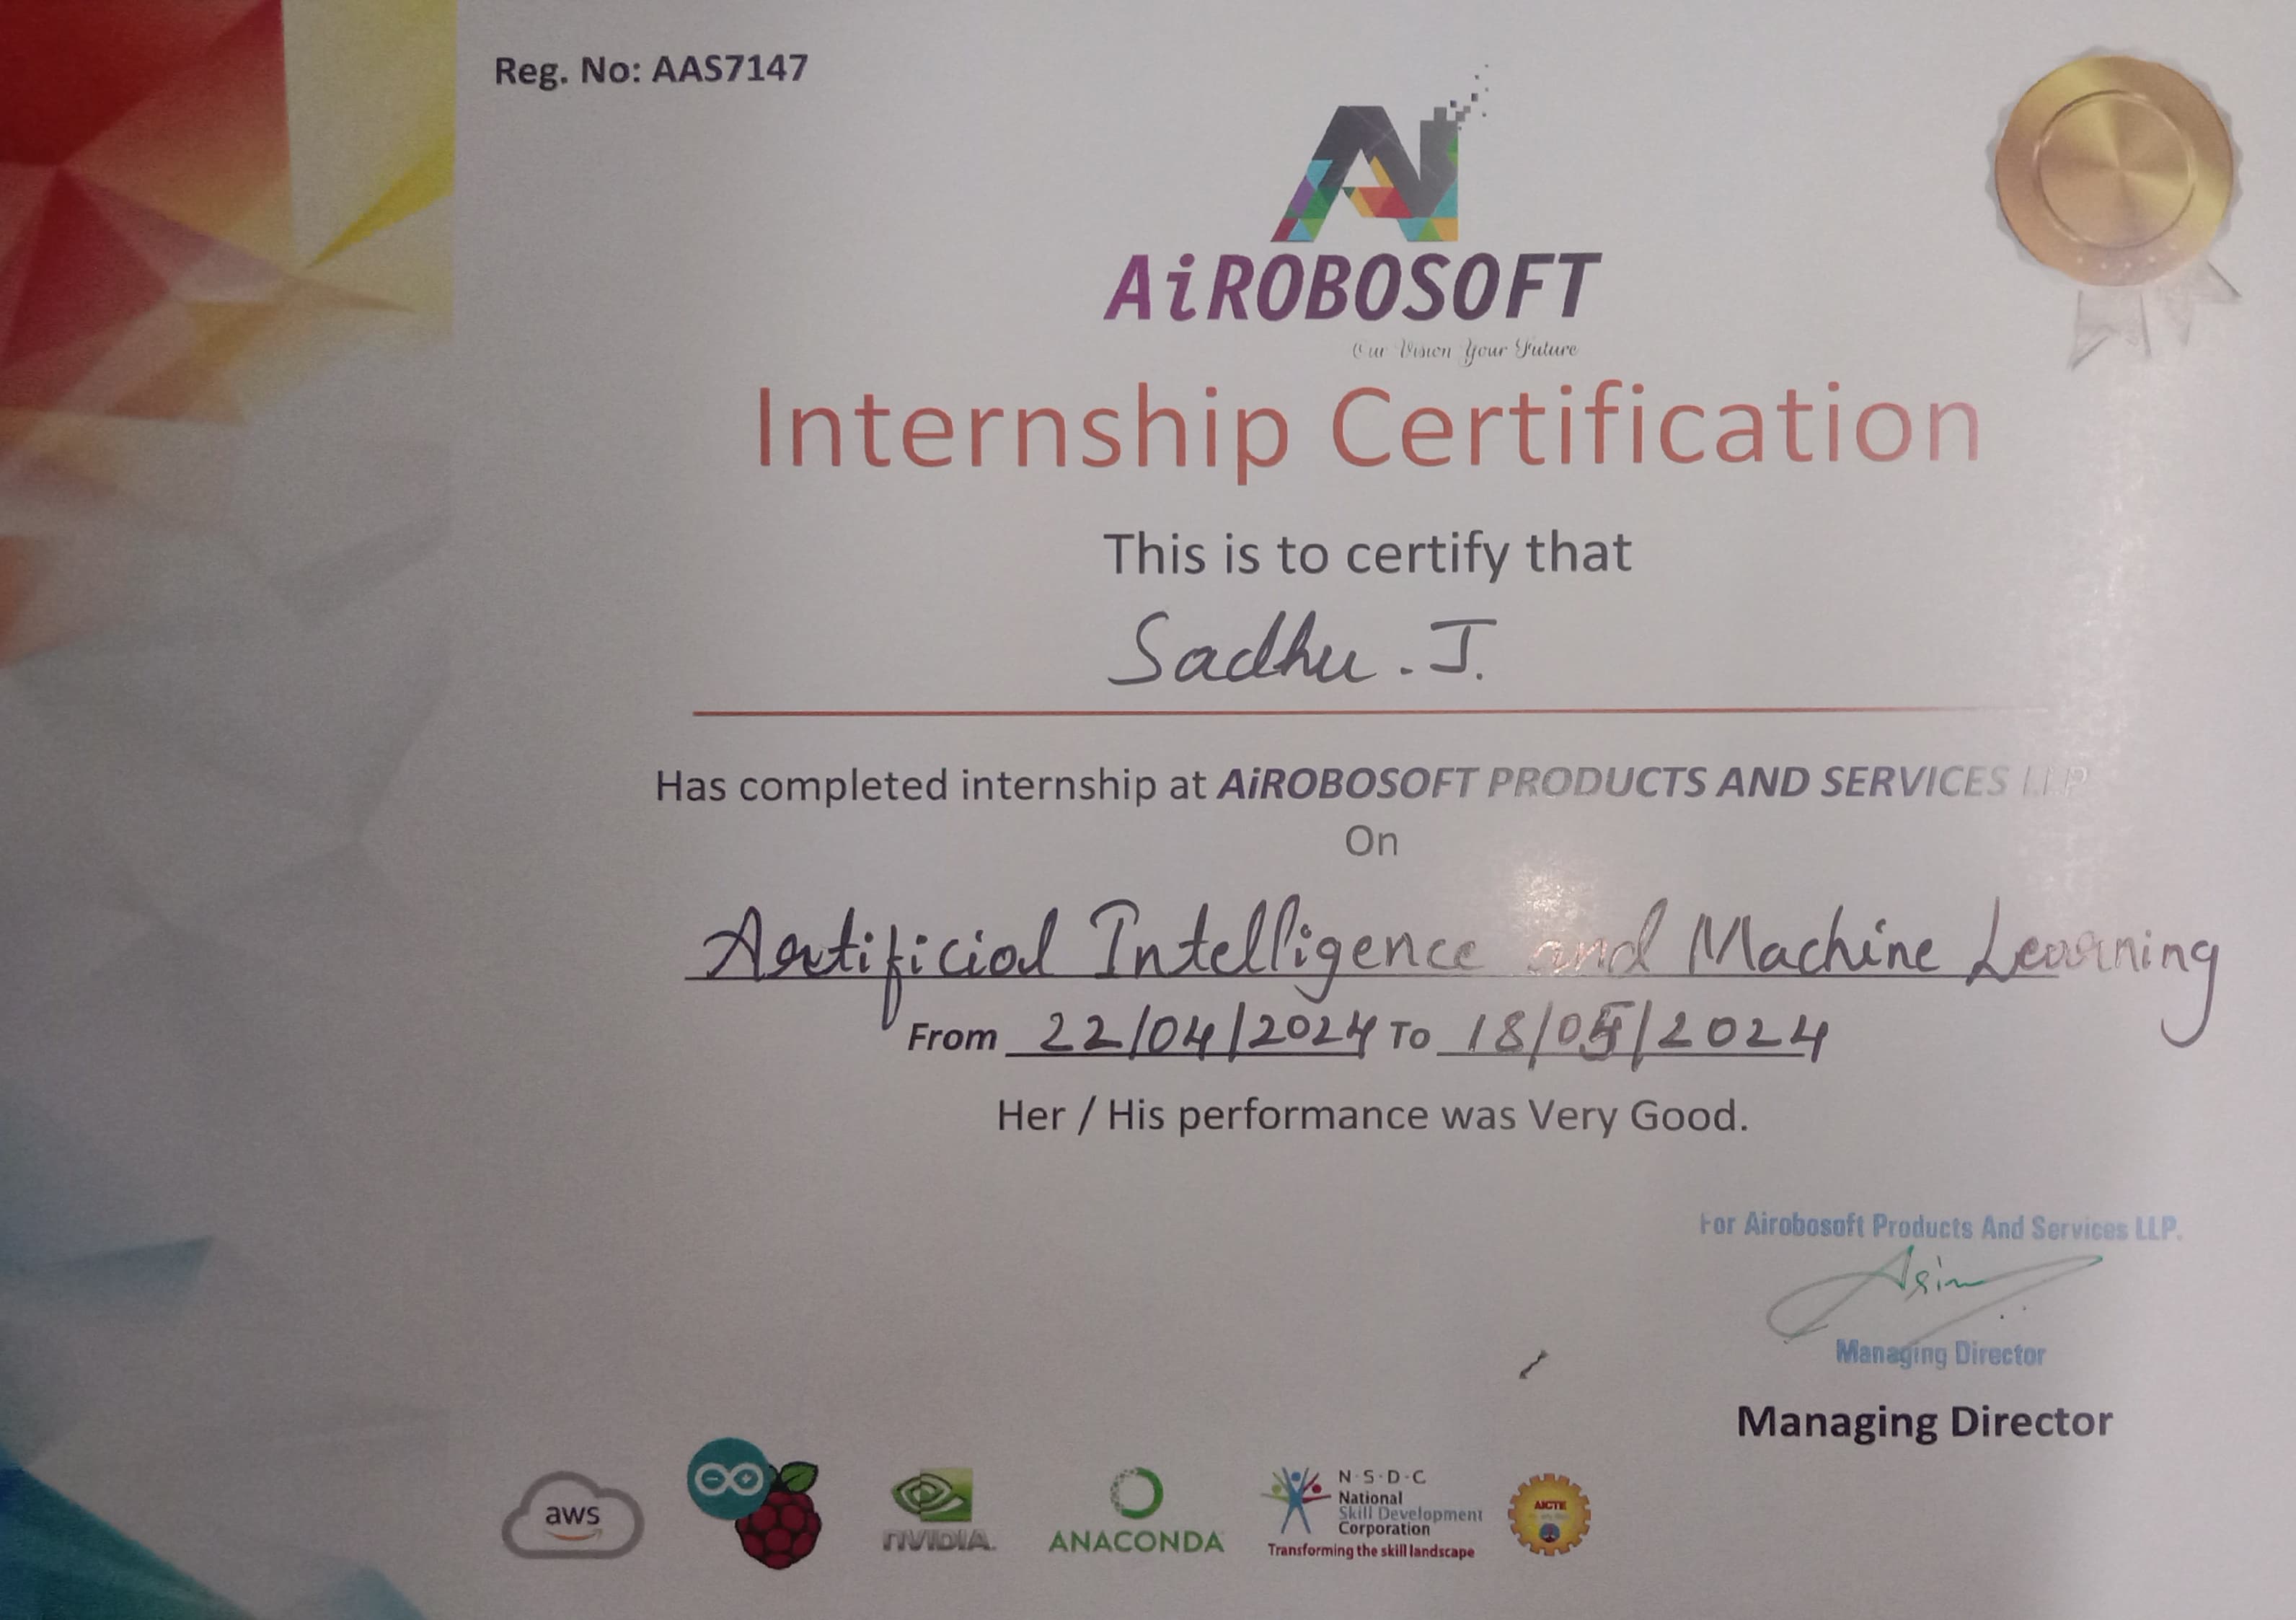 Reg. No: AAS7147
AiROBOSOFT
Our Vision Your Future
Internship Certification
This is to certify that
Sadhu . J.
Has completed internship at AiROBOSOFT PRODUCTS AND SERVICES LLP
On
Artificial Intelligence and Machine Learning
From 22/04/2024 To 18/05/2024
Her / His performance was Very Good.
For Airobosoft Products And Services LLP.
Asim
Managing Director
Managing Director
aws
NVIDIA.
ANACONDA
N·S·D·C
National
Skill Development
Corporation
Transforming the skill landscape
AICTE